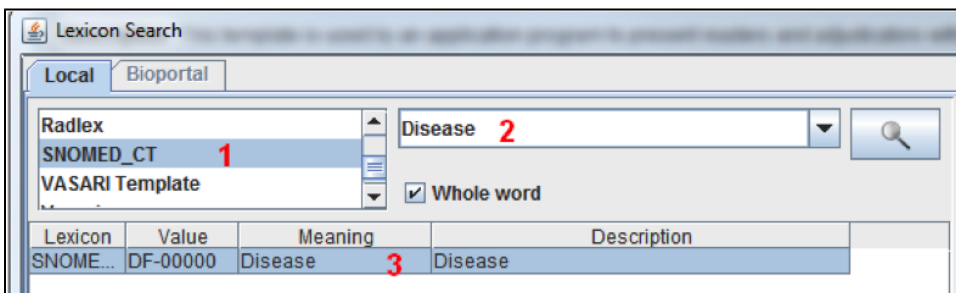 Lexicon Search
Local Bioportal
Radlex
SNOMED_CT 1
VASARI Template
Disease 2
Whole word
Lexicon Value Meaning Description
SNOME... DF-00000 Disease 3 Disease